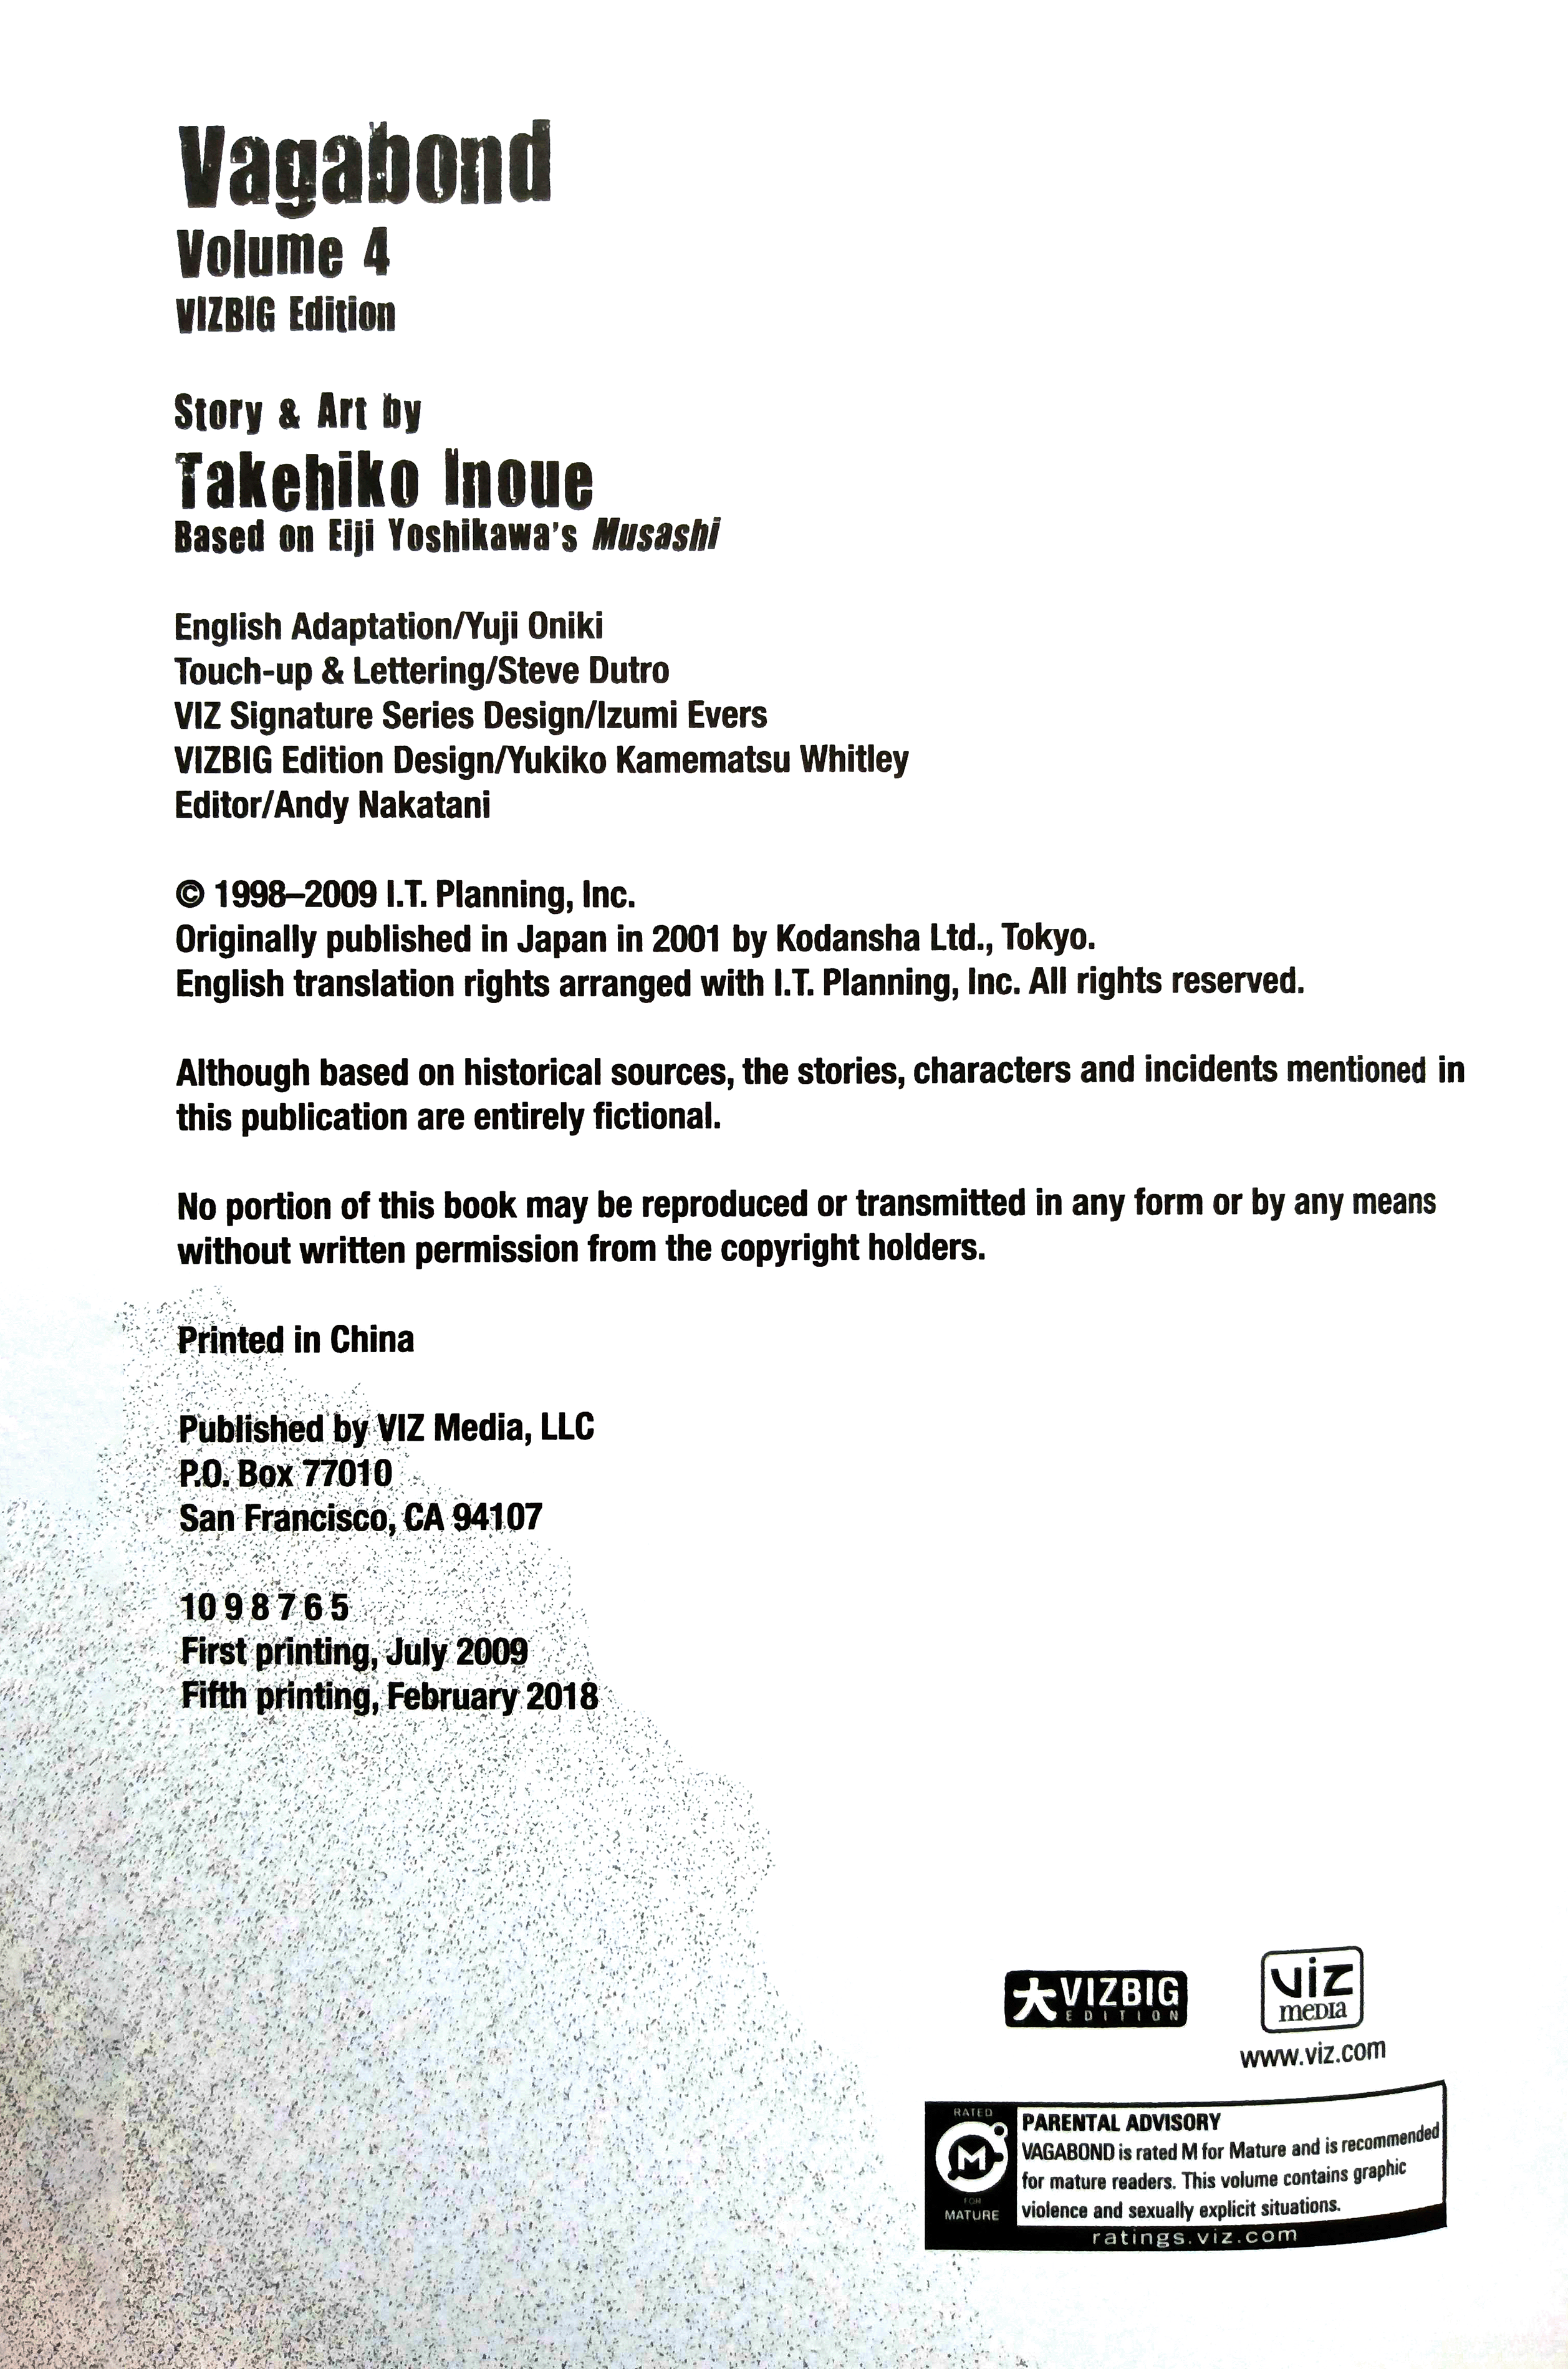 Vagabond
Volume 4
VIZBIG Edition
Story & Art by
Takehiko Inoue
Based on Eiji Yoshikawa's Musashi
English Adaptation/Yuji Oniki
Touch-up & Lettering/Steve Dutro
VIZ Signature Series Design/Izumi Evers
VIZBIG Edition Design/Yukiko Kamematsu Whitley
Editor/Andy Nakatani
© 1998–2009 I.T. Planning, Inc.
Originally published in Japan in 2001 by Kodansha Ltd., Tokyo.
English translation rights arranged with I.T. Planning, Inc. All rights reserved.
Although based on historical sources, the stories, characters and incidents mentioned in
this publication are entirely fictional.
No portion of this book may be reproduced or transmitted in any form or by any means
without written permission from the copyright holders.
Printed in China
Published by VIZ Media, LLC
P.O. Box 77010
San Francisco, CA 94107
10 9 8 7 6 5
First printing, July 2009
Fifth printing, February 2018
大VIZBIG
EDITION
VIZ
MEDIA
www.viz.com
RATED
M
FOR
MATURE
PARENTAL ADVISORY
VAGABOND is rated M for Mature and is recommended
for mature readers. This volume contains graphic
violence and sexually explicit situations.
ratings.viz.com